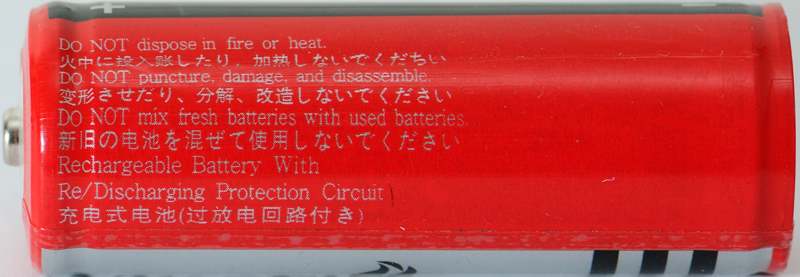 DO NOT dispose in fire or heat.
火中に投入账したり、加熱しないでくだちい
DO NOT puncture, damage, and disassemble.
变形させだり、分解、改造しないでください
DO NOT mix fresh batteries with used batteries.
新旧の电池を混ぜて使用しないでください
Rechargeable Battery With
Re/Discharging Protection Circuit
充电式电池(过放电回路付き)